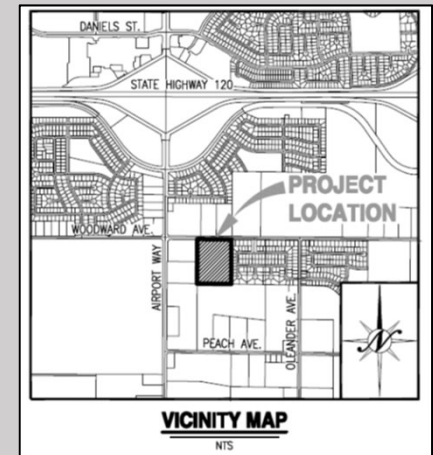 DANIELS ST.
STATE HIGHWAY 120
PROJECT
LOCATION
WOODWARD AVE.
AIRPORT WAY
OLEANDER AVE.
PEACH AVE.
N
VICINITY MAP
NTS